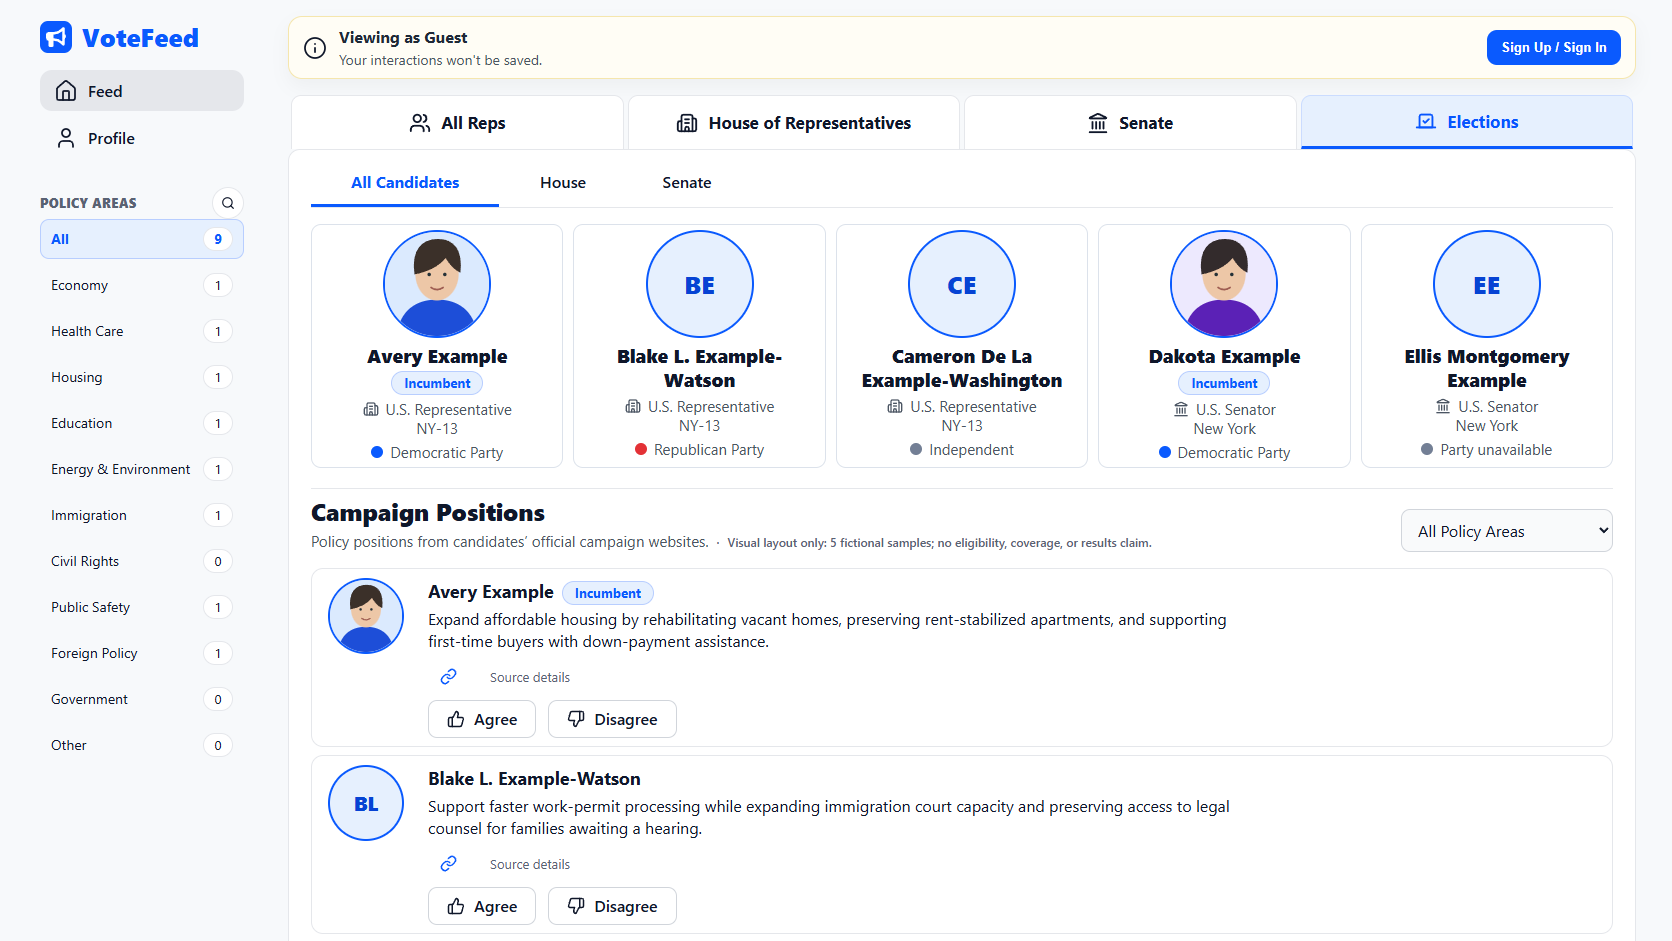 VoteFeed
Feed
Profile
POLICY AREAS
All 9
Economy 1
Health Care 1
Housing 1
Education 1
Energy & Environment 1
Immigration 1
Civil Rights 0
Public Safety 1
Foreign Policy 1
Government 0
Other 0
Viewing as Guest
Your interactions won't be saved.
Sign Up / Sign In
All Reps
House of Representatives
Senate
Elections
All Candidates
House
Senate
Avery Example
Incumbent
U.S. Representative
NY-13
Democratic Party
BE
Blake L. Example-
Watson
U.S. Representative
NY-13
Republican Party
CE
Cameron De La
Example-Washington
U.S. Representative
NY-13
Independent
Dakota Example
Incumbent
U.S. Senator
New York
Democratic Party
EE
Ellis Montgomery
Example
U.S. Senator
New York
Party unavailable
Campaign Positions
Policy positions from candidates’ official campaign websites. · Visual layout only: 5 fictional samples; no eligibility, coverage, or results claim.
All Policy Areas
Avery Example Incumbent
Expand affordable housing by rehabilitating vacant homes, preserving rent-stabilized apartments, and supporting
first-time buyers with down-payment assistance.
Source details
Agree
Disagree
BL
Blake L. Example-Watson
Support faster work-permit processing while expanding immigration court capacity and preserving access to legal
counsel for families awaiting a hearing.
Source details
Agree
Disagree